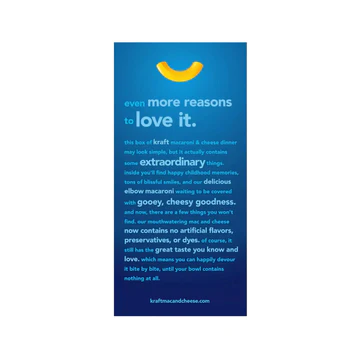 even more reasons
to love it.
this box of kraft macaroni & cheese dinner
may look simple, but it actually contains
some extraordinary things.
inside you'll find happy childhood memories,
tons of blissful smiles, and our delicious
elbow macaroni waiting to be covered
with gooey, cheesy goodness.
and now, there are a few things you won't
find. our mouthwatering mac and cheese
now contains no artificial flavors,
preservatives, or dyes. of course, it
still has the great taste you know and
love. which means you can happily devour
it bite by bite, until your bowl contains
nothing at all.
kraftmacandcheese.com